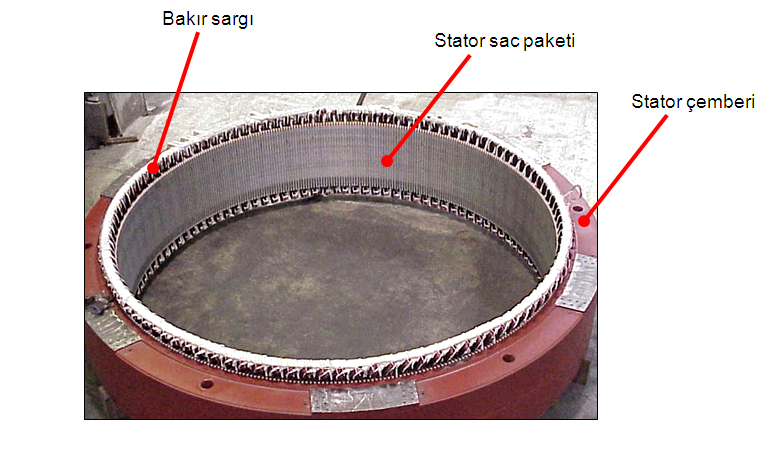 Bakır sargı
Stator sac paketi
Stator çemberi